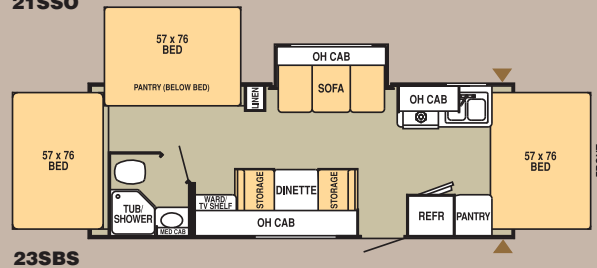 21SSO
57 x 76
BED
PANTRY (BELOW BED)
LINEN
OH CAB
SOFA
OH CAB
57 x 76
BED
57 x 76
BED
TUB/
SHOWER
MED CAB
WARD/
TV SHELF
STORAGE
DINETTE
STORAGE
OH CAB
REFR
PANTRY
23SBS